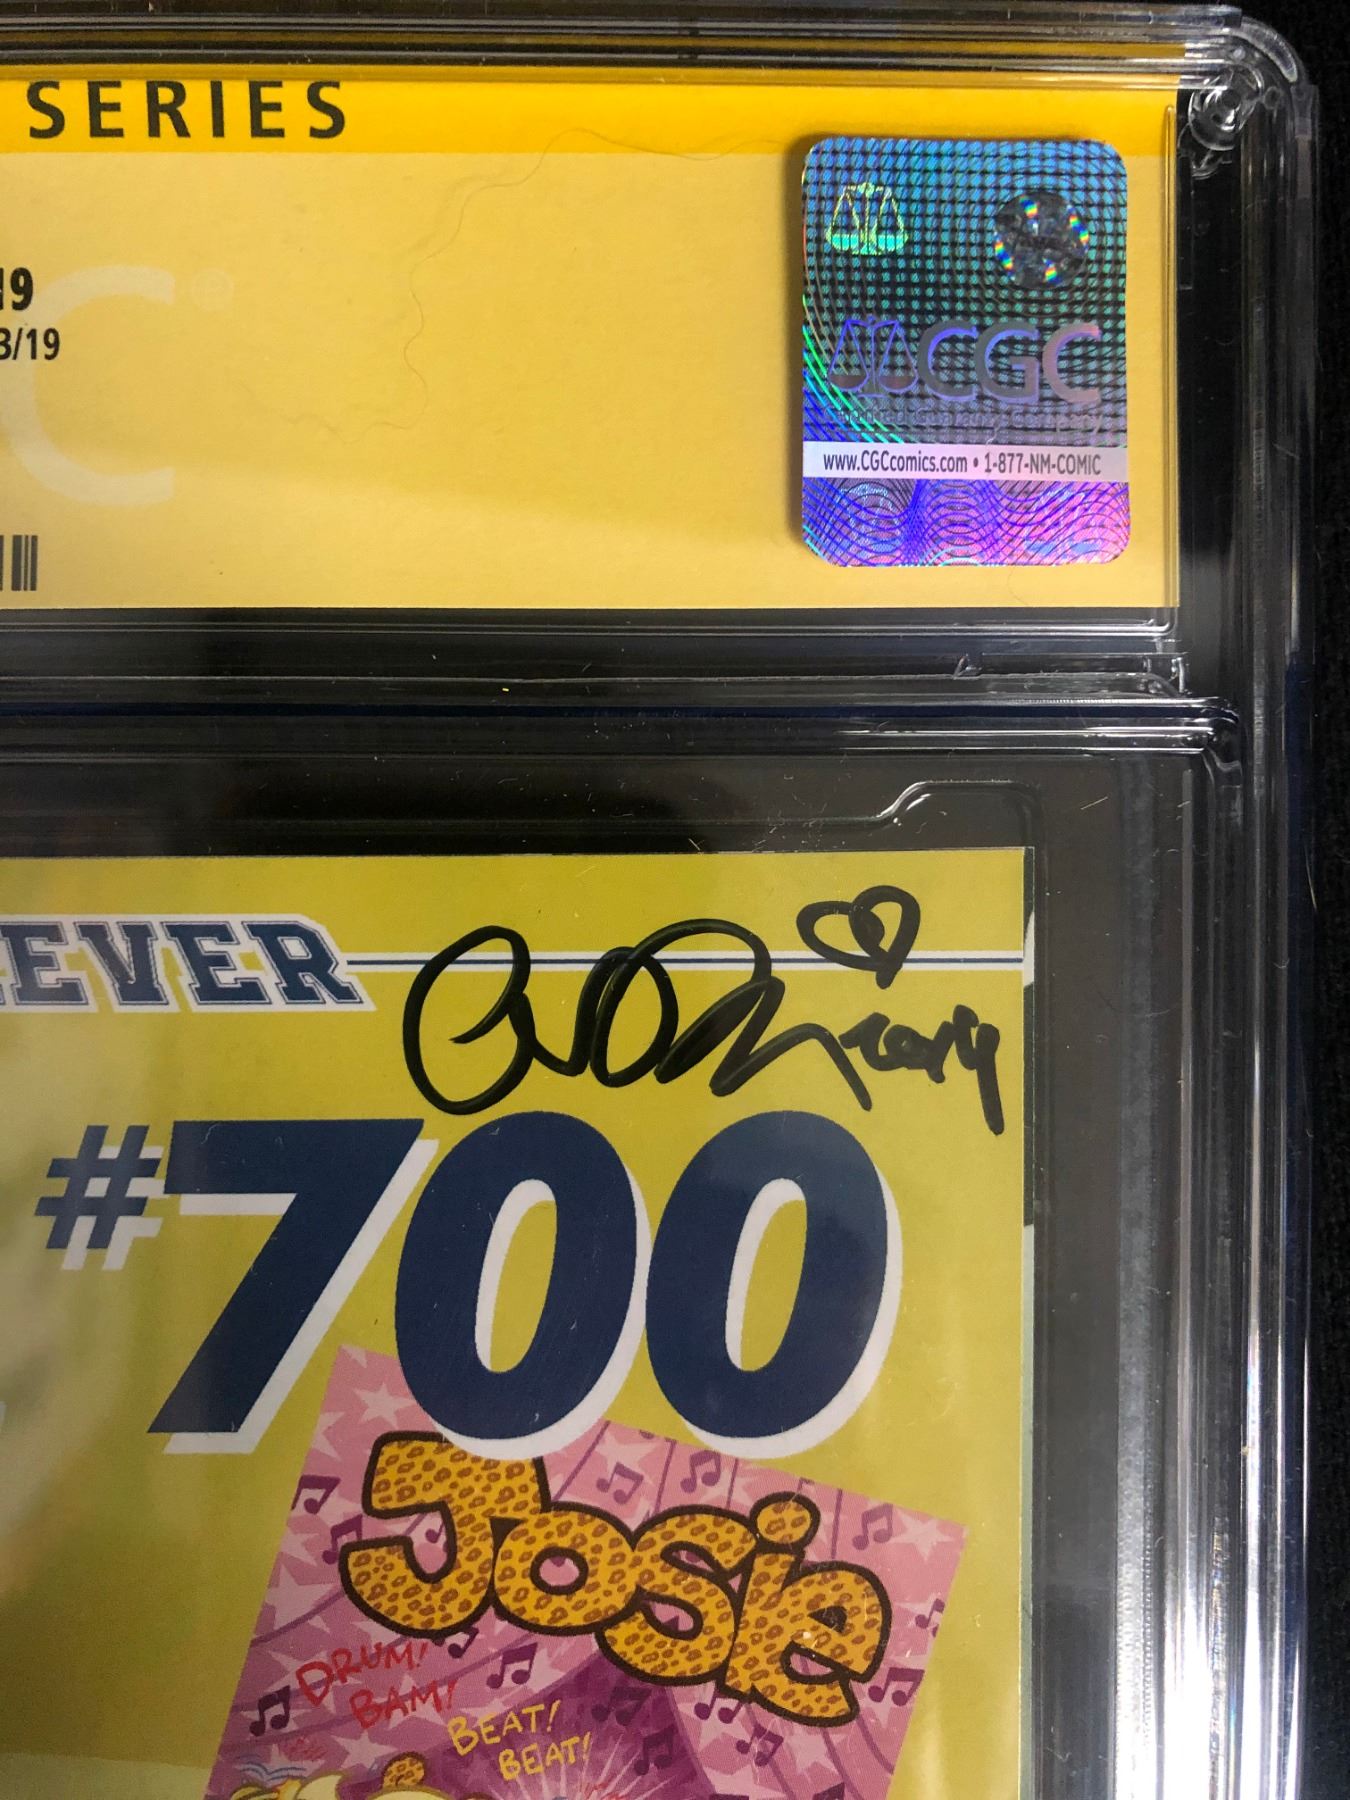 SERIES
19
3/19
CGC
www.CGCcomics.com • 1-877-NM-COMIC
EVER
#700
Josie
DRUM!
BAM!
BEAT!
BEAT!